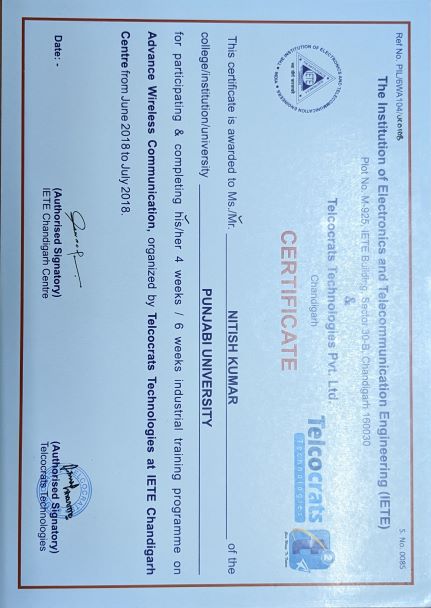 Ref No. PIL/6WA104/
S. No. 0085
The Institution of Electronics and Telecommunication Engineering (IETE)
Plot No. M-925, IETE Building, Sector 30-B, Chandigarh 160030
&
Telcocrats Technologies Pvt. Ltd.
Chandigarh
THE INSTITUTION OF ELECTRONICS AND TELECOMMUNICATION ENGINEERS
IETE
INDIA
Telcocrats
Technologies
t2
CERTIFICATE
This certificate is awarded to Ms./Mr. NITISH KUMAR of the
college/institution/university PUNJABI UNIVERSITY
for participating & completing his/her 4 weeks / 6 weeks industrial training programme on
Advance Wireless Communication, organized by Telcocrats Technologies at IETE Chandigarh
Centre from June 2018 to July 2018.
Date: -
(Authorised Signatory)
IETE Chandigarh Centre
TELCOCRATS
(Authorised Signatory)
Telcocrats Technologies